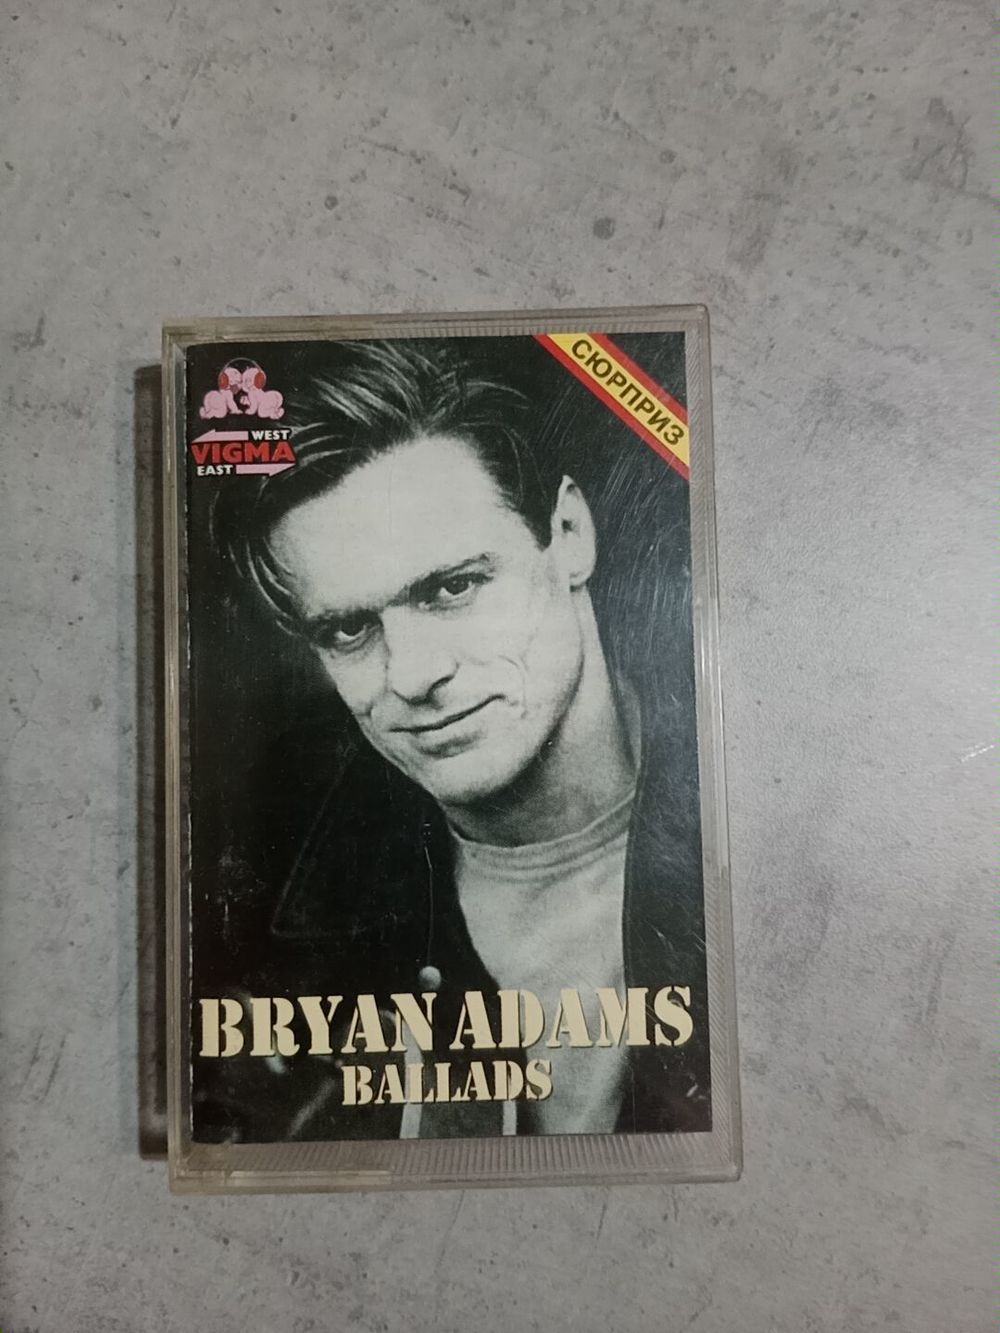 СЮРПРИЗ
WEST
VIGMA
EAST
BRYAN ADAMS
BALLADS